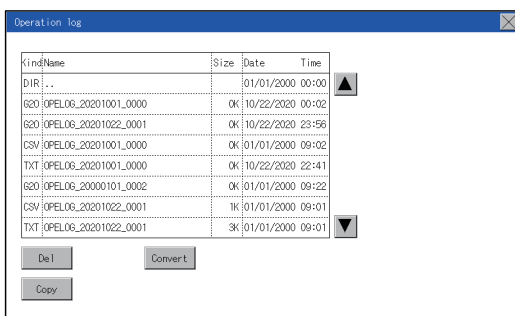 Operation log
Kind Name Size Date Time
DIR .. 01/01/2000 00:00
G2O OPELOG_20201001_0000 0K 10/22/2020 00:02
G2O OPELOG_20201022_0001 0K 10/22/2020 23:56
CSV OPELOG_20201001_0000 0K 01/01/2000 09:02
TXT OPELOG_20201001_0000 0K 10/22/2020 22:41
G2O OPELOG_20000101_0002 0K 01/01/2000 09:22
CSV OPELOG_20201022_0001 1K 01/01/2000 09:01
TXT OPELOG_20201022_0001 3K 01/01/2000 09:01
Del Convert
Copy